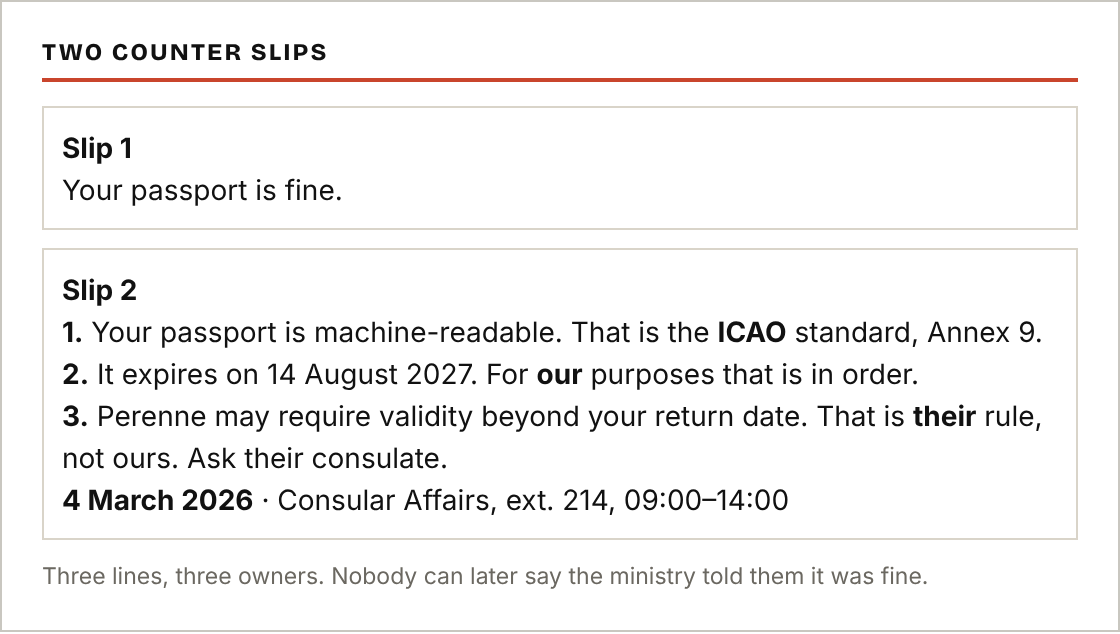 TWO COUNTER SLIPS
Slip 1
Your passport is fine.
Slip 2
1. Your passport is machine-readable. That is the ICAO standard, Annex 9.
2. It expires on 14 August 2027. For our purposes that is in order.
3. Perenne may require validity beyond your return date. That is their rule,
not ours. Ask their consulate.
4 March 2026 · Consular Affairs, ext. 214, 09:00–14:00
Three lines, three owners. Nobody can later say the ministry told them it was fine.